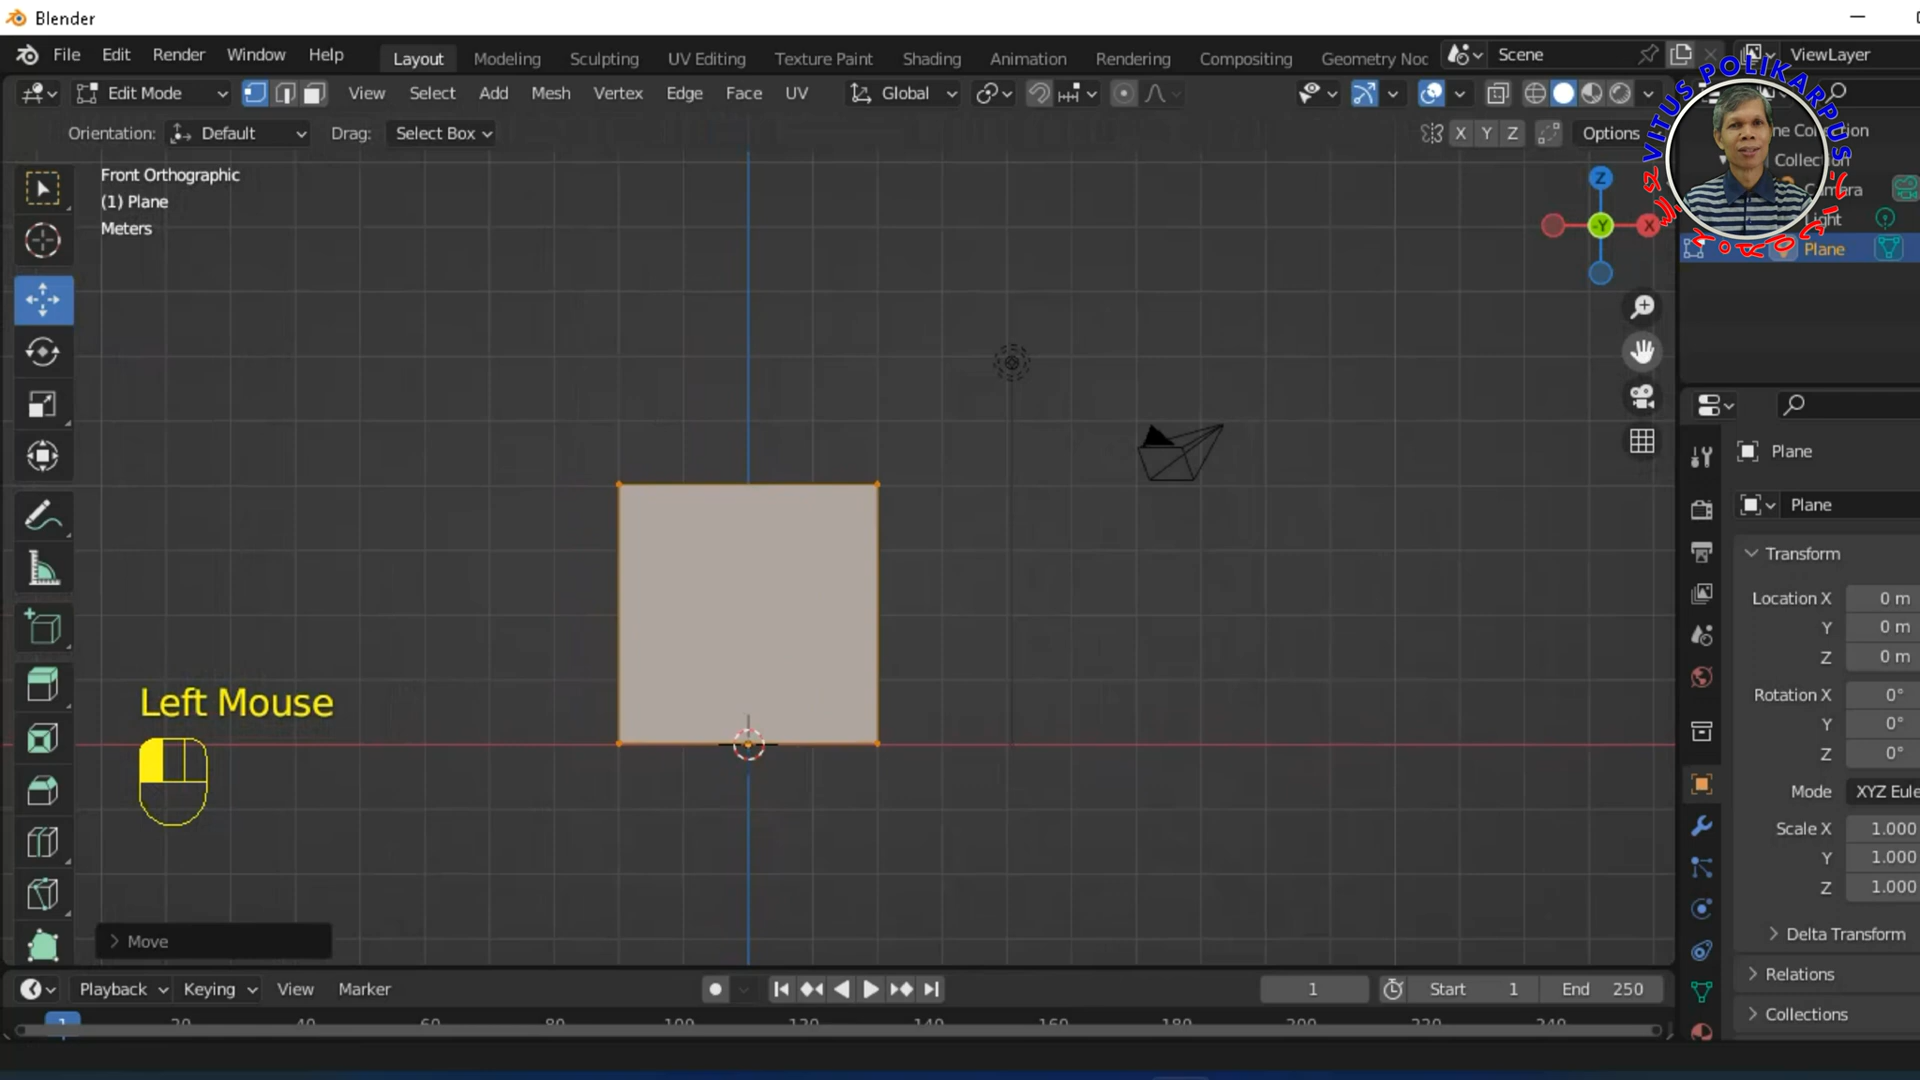 Blender
File Edit Render Window Help Layout Modeling Sculpting UV Editing Texture Paint Shading Animation Rendering Compositing Geometry Noc Scene ViewLayer
Edit Mode View Select Add Mesh Vertex Edge Face UV Global
Orientation: Default Drag: Select Box X Y Z Options
VITUS POLIKARPUS
ne Collection
Collection
Camera
Light
Plane
Front Orthographic
(1) Plane
Meters
Z
-Y X
Plane
Plane
Transform
Location X 0 m
Y 0 m
Z 0 m
Rotation X 0°
Y 0°
Z 0°
Mode XYZ Eule
Scale X 1.000
Y 1.000
Z 1.000
Delta Transform
Relations
Collections
Left Mouse
Move
Playback Keying View Marker 1 Start 1 End 250
1 20 40 60 80 100 120 140 160 180 200 220 240